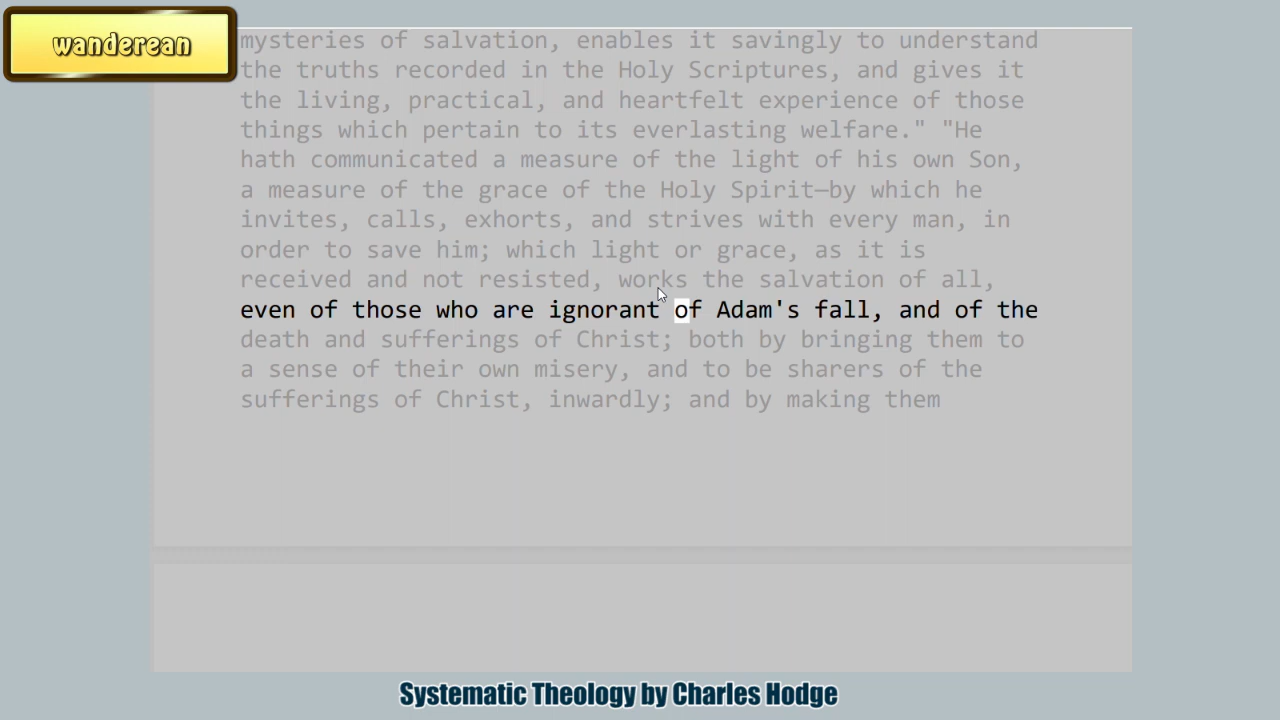 wanderean
mysteries of salvation, enables it savingly to understand
the truths recorded in the Holy Scriptures, and gives it
the living, practical, and heartfelt experience of those
things which pertain to its everlasting welfare." "He
hath communicated a measure of the light of his own Son,
a measure of the grace of the Holy Spirit—by which he
invites, calls, exhorts, and strives with every man, in
order to save him; which light or grace, as it is
received and not resisted, works the salvation of all,
even of those who are ignorant of Adam's fall, and of the
death and sufferings of Christ; both by bringing them to
a sense of their own misery, and to be sharers of the
sufferings of Christ, inwardly; and by making them
Systematic Theology by Charles Hodge